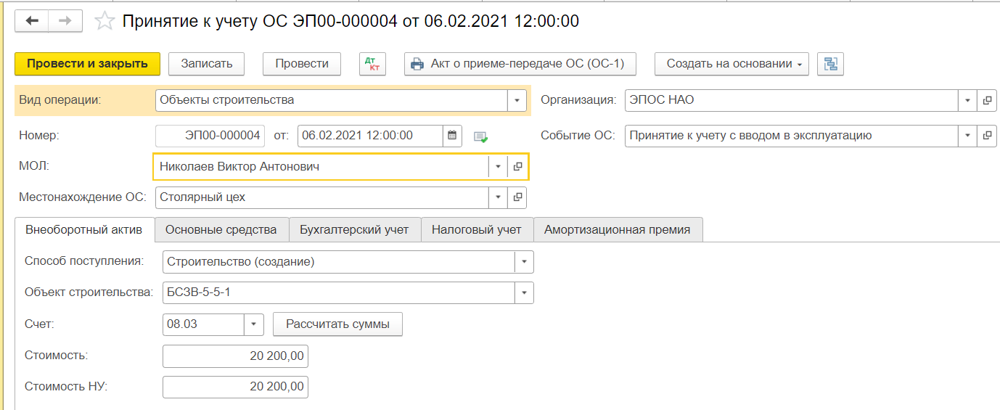 Принятие к учету ОС ЭП00-000004 от 06.02.2021 12:00:00
Провести и закрыть Записать Провести Дт Кт Акт о приеме-передаче ОС (ОС-1) Создать на основании
Вид операции: Объекты строительства Организация: ЭПОС НАО
Номер: ЭП00-000004 от: 06.02.2021 12:00:00 Событие ОС: Принятие к учету с вводом в эксплуатацию
МОЛ: Николаев Виктор Антонович
Местонахождение ОС: Столярный цех
Внеоборотный актив Основные средства Бухгалтерский учет Налоговый учет Амортизационная премия
Способ поступления: Строительство (создание)
Объект строительства: БСЗВ-5-5-1
Счет: 08.03 Рассчитать суммы
Стоимость: 20 200,00
Стоимость НУ: 20 200,00